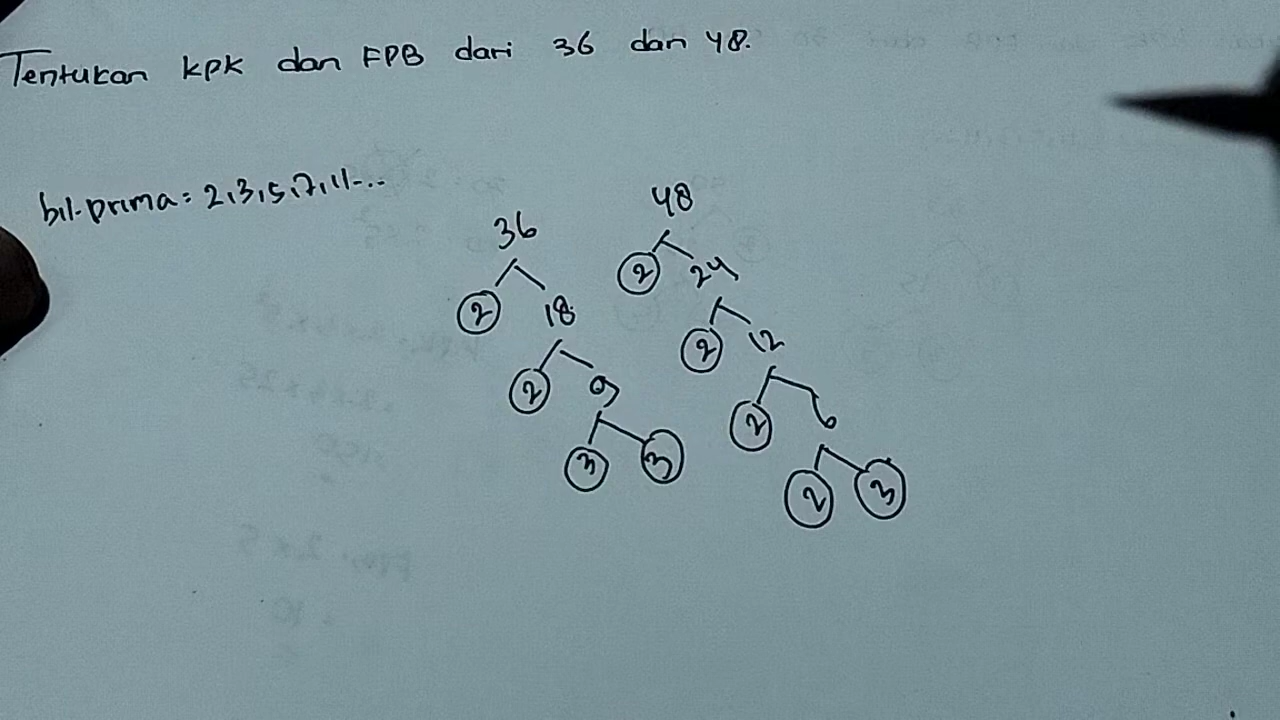 Tentukan kpk dan FPB dari 36 dan 48.
bil.prima = 2,3,5,7,11...
36 48
2 18 2 24
2 9 2 12
3 3 2 6
2 3